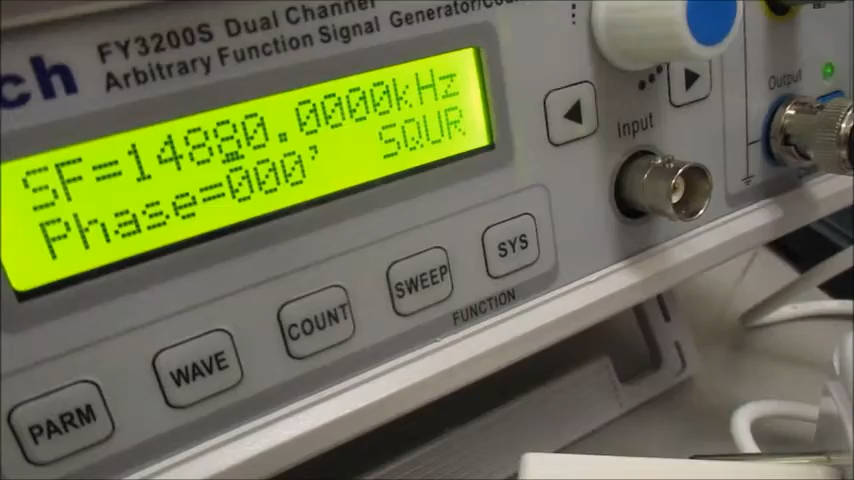 ch
FY3200S Dual Channel
Arbitrary Function Signal Generator/Cou
SF=14880.0000kHz
Phase=000' SQUR
Input
Output
PARM
WAVE
COUNT
SWEEP
SYS
FUNCTION